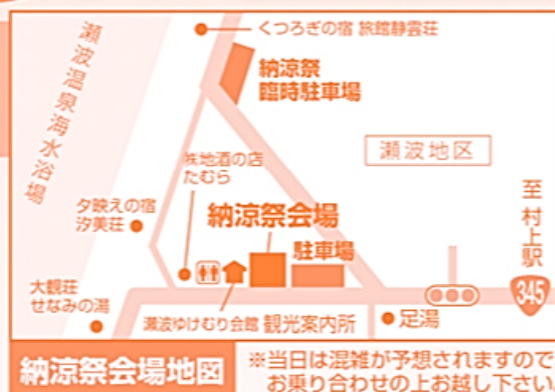 くつろぎの宿 旅館静雲荘
瀬波温泉海水浴場
納涼祭
臨時駐車場
瀬波地区
㈱地酒の店
たむら
至村上駅
夕映えの宿
汐美荘
納涼祭会場
駐車場
大観荘
せなみの湯
345
瀬波ゆけむり会館
観光案内所
足湯
納涼祭会場地図
※当日は混雑が予想されますので
お乗り合わせの上お越し下さい